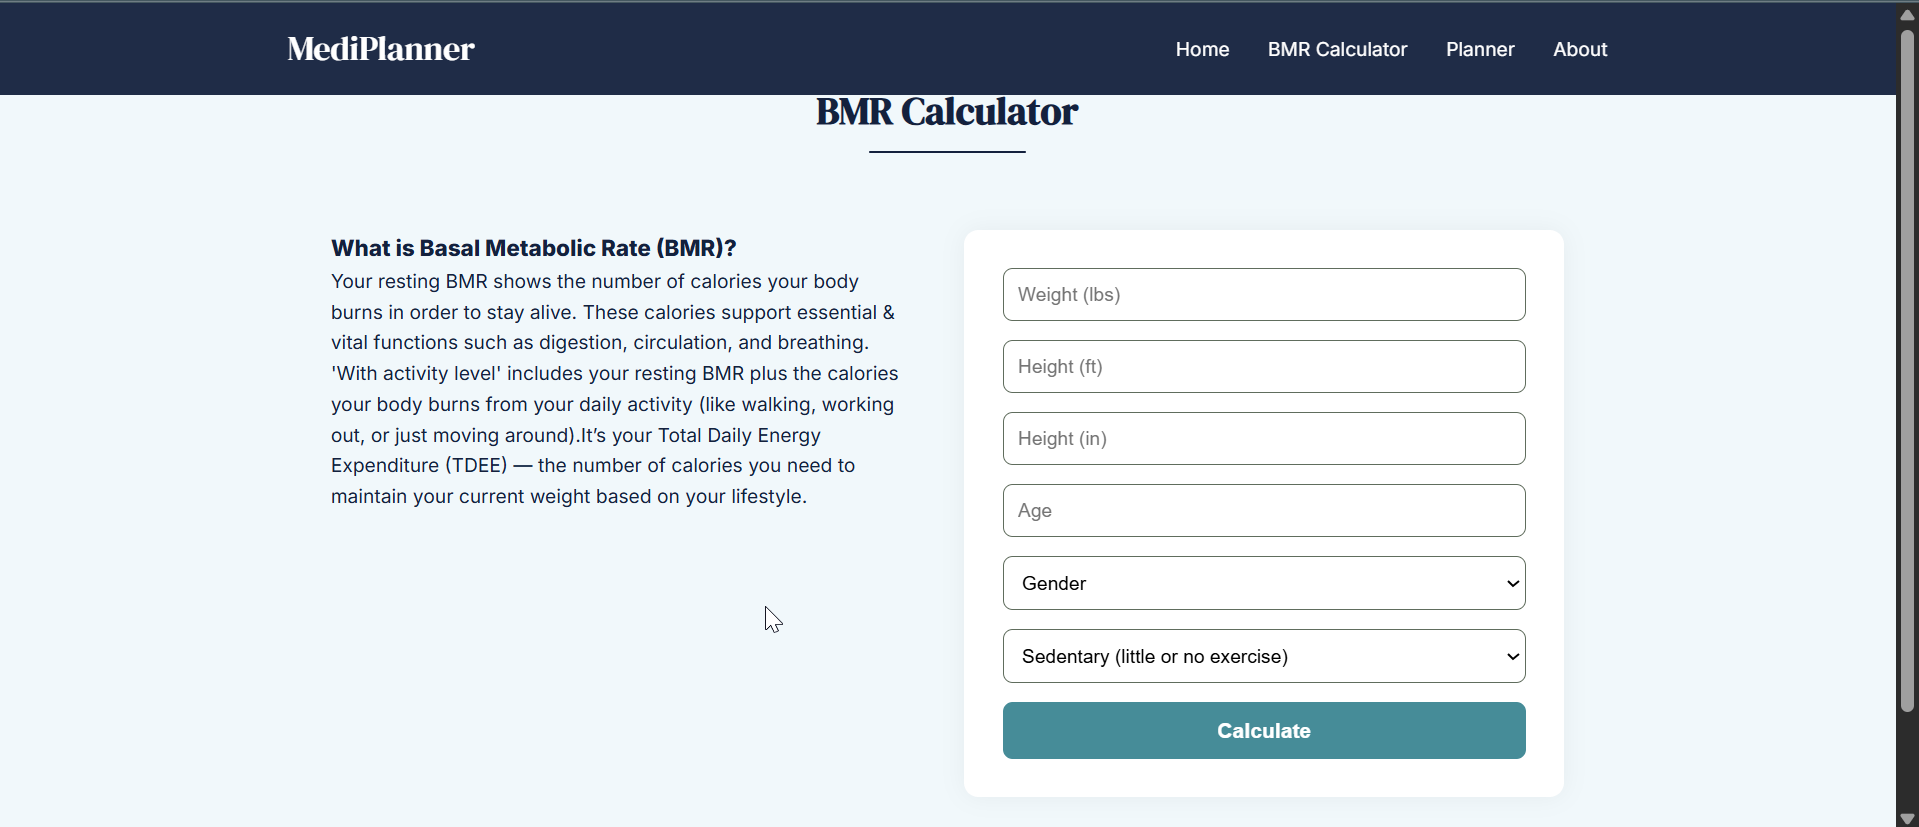 MediPlanner
Home
BMR Calculator
Planner
About
BMR Calculator
What is Basal Metabolic Rate (BMR)?
Your resting BMR shows the number of calories your body
burns in order to stay alive. These calories support essential &
vital functions such as digestion, circulation, and breathing.
'With activity level' includes your resting BMR plus the calories
your body burns from your daily activity (like walking, working
out, or just moving around).It’s your Total Daily Energy
Expenditure (TDEE) — the number of calories you need to
maintain your current weight based on your lifestyle.
Weight (lbs)
Height (ft)
Height (in)
Age
Gender
Sedentary (little or no exercise)
Calculate